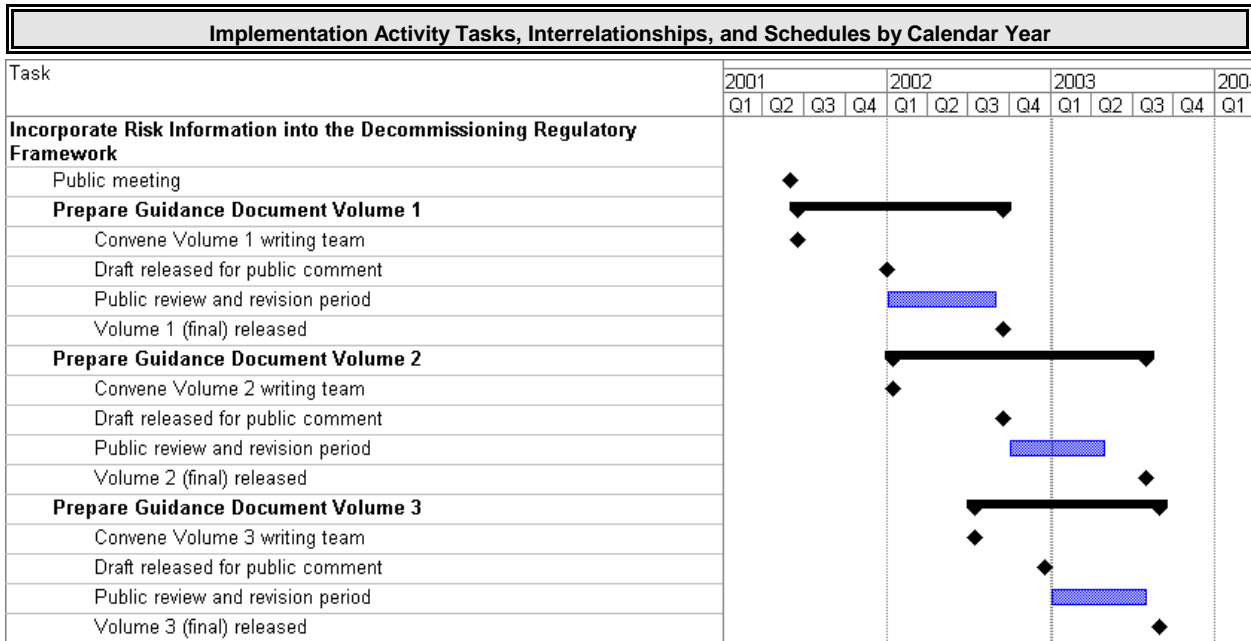 Implementation Activity Tasks, Interrelationships, and Schedules by Calendar Year
Task
2001 2002 2003 200
Q1 Q2 Q3 Q4 Q1 Q2 Q3 Q4 Q1 Q2 Q3 Q4 Q1
Incorporate Risk Information into the Decommissioning Regulatory
Framework
Public meeting
Prepare Guidance Document Volume 1
Convene Volume 1 writing team
Draft released for public comment
Public review and revision period
Volume 1 (final) released
Prepare Guidance Document Volume 2
Convene Volume 2 writing team
Draft released for public comment
Public review and revision period
Volume 2 (final) released
Prepare Guidance Document Volume 3
Convene Volume 3 writing team
Draft released for public comment
Public review and revision period
Volume 3 (final) released